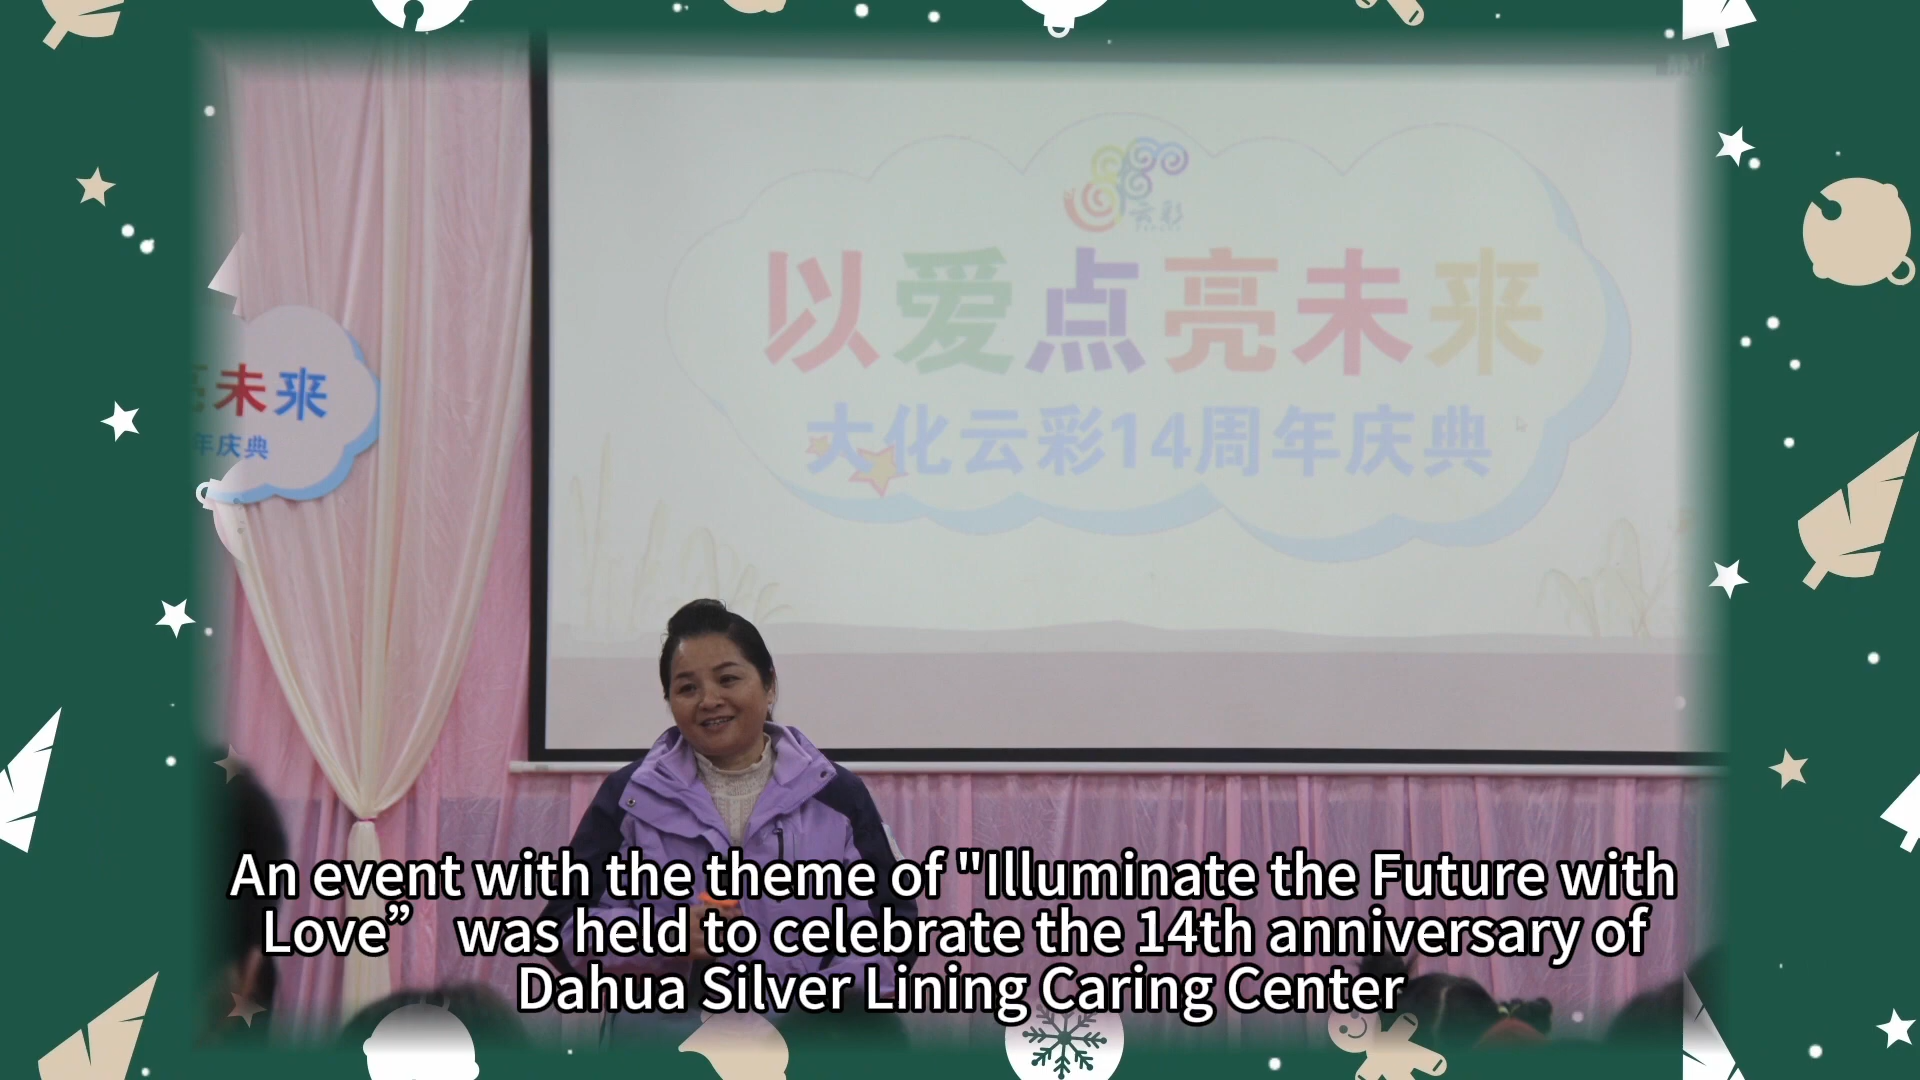 云彩
以爱点亮未来
大化云彩14周年庆典
亮未来
年庆典
An event with the theme of "Illuminate the Future with
Love” was held to celebrate the 14th anniversary of
Dahua Silver Lining Caring Center